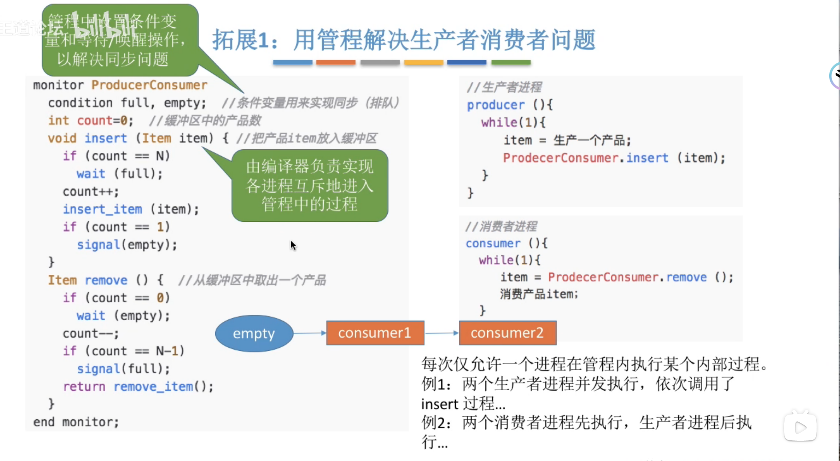 管程中设置条件变
量和等待/唤醒操作，
以解决同步问题
bilibili
拓展1：用管程解决生产者消费者问题
monitor ProducerConsumer
condition full, empty; //条件变量用来实现同步（排队）
int count=0; //缓冲区中的产品数
void insert (Item item) { //把产品item放入缓冲区
if (count == N)
wait (full);
count++;
insert_item (item);
if (count == 1)
signal(empty);
}
Item remove () { //从缓冲区中取出一个产品
if (count == 0)
wait (empty);
count--;
if (count == N-1)
signal(full);
return remove_item();
}
end monitor;
由编译器负责实现
各进程互斥地进入
管程中的过程
empty
consumer1
consumer2
//生产者进程
producer (){
while(1){
item = 生产一个产品;
ProdecerConsumer.insert (item);
}
}
//消费者进程
consumer (){
while(1){
item = ProdecerConsumer.remove ();
消费产品item;
}
每次仅允许一个进程在管程内执行某个内部过程。
例1：两个生产者进程并发执行，依次调用了
insert 过程…
例2：两个消费者进程先执行，生产者进程后执
行…